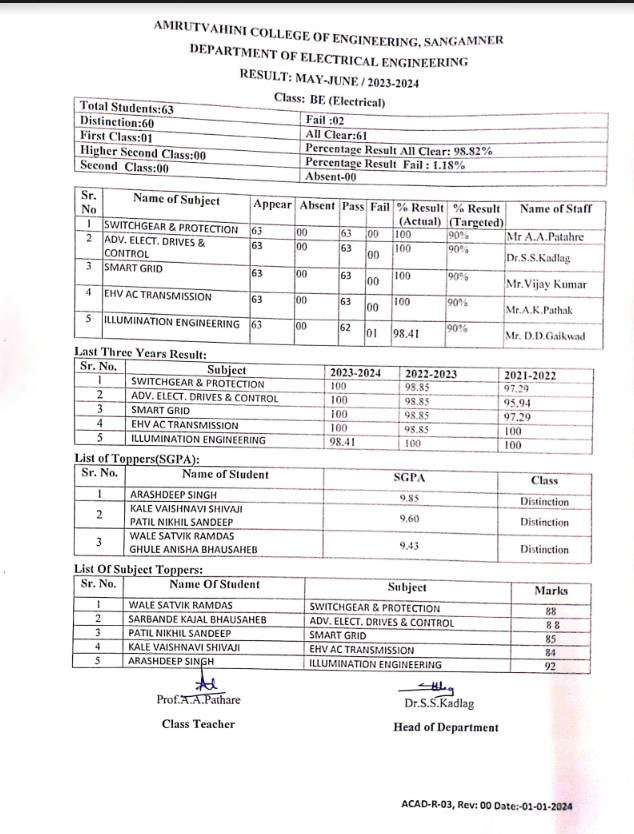 AMRUTVAHINI COLLEGE OF ENGINEERING, SANGAMNER
DEPARTMENT OF ELECTRICAL ENGINEERING
RESULT: MAY-JUNE / 2023-2024
Class: BE (Electrical)
Total Students:63
Distinction:60 Fail :02
First Class:01 All Clear:61
Higher Second Class:00 Percentage Result All Clear: 98.82%
Second Class:00 Percentage Result Fail : 1.18%
Absent-00
Sr. No Name of Subject Appear Absent Pass Fail % Result (Actual) % Result (Targeted) Name of Staff
1 SWITCHGEAR & PROTECTION 63 00 63 00 100 90% Mr A.A.Patahre
2 ADV. ELECT. DRIVES & CONTROL 63 00 63 00 100 90% Dr.S.S.Kadlag
3 SMART GRID 63 00 63 00 100 90% Mr.Vijay Kumar
4 EHV AC TRANSMISSION 63 00 63 00 100 90% Mr.A.K.Pathak
5 ILLUMINATION ENGINEERING 63 00 62 01 98.41 90% Mr. D.D.Gaikwad
Last Three Years Result:
Sr. No. Subject 2023-2024 2022-2023 2021-2022
1 SWITCHGEAR & PROTECTION 100 98.85 97.29
2 ADV. ELECT. DRIVES & CONTROL 100 98.85 95.94
3 SMART GRID 100 98.85 97.29
4 EHV AC TRANSMISSION 100 98.85 100
5 ILLUMINATION ENGINEERING 98.41 100 100
List of Toppers(SGPA):
Sr. No. Name of Student SGPA Class
1 ARASHDEEP SINGH 9.85 Distinction
2 KALE VAISHNAVI SHIVAJI
PATIL NIKHIL SANDEEP 9.60 Distinction
3 WALE SATVIK RAMDAS
GHULE ANISHA BHAUSAHEB 9.43 Distinction
List Of Subject Toppers:
Sr. No. Name Of Student Subject Marks
1 WALE SATVIK RAMDAS SWITCHGEAR & PROTECTION 88
2 SARBANDE KAJAL BHAUSAHEB ADV. ELECT. DRIVES & CONTROL 88
3 PATIL NIKHIL SANDEEP SMART GRID 85
4 KALE VAISHNAVI SHIVAJI EHV AC TRANSMISSION 84
5 ARASHDEEP SINGH ILLUMINATION ENGINEERING 92
Prof.A.A.Pathare Dr.S.S.Kadlag
Class Teacher Head of Department
ACAD-R-03, Rev: 00 Date:-01-01-2024